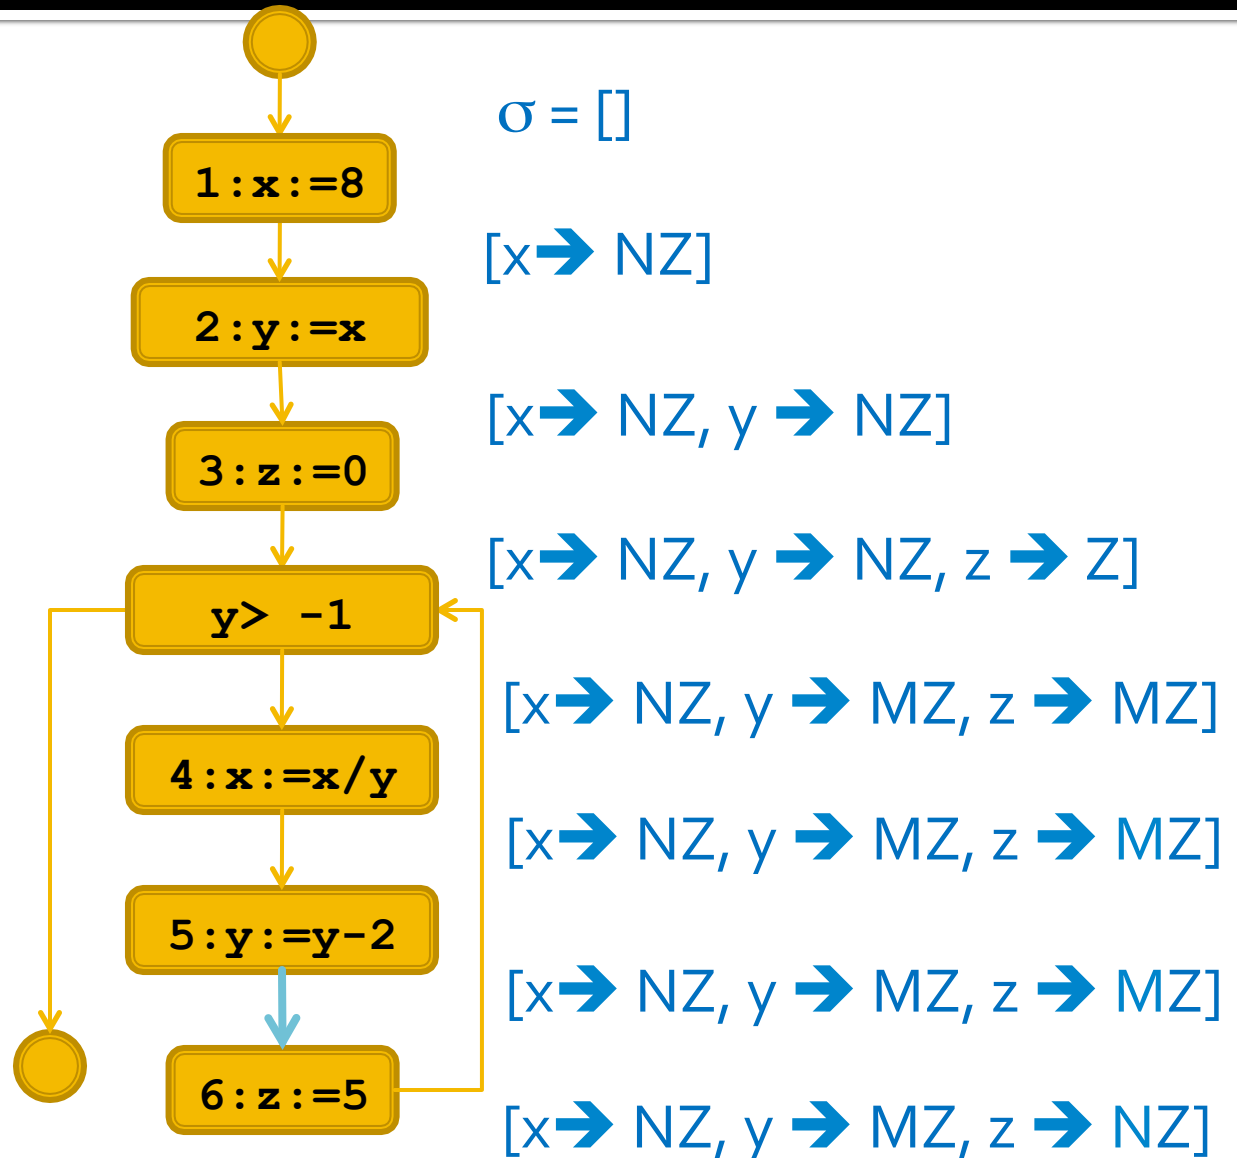 σ = []
1:x:=8
[x➔ NZ]
2:y:=x
[x➔ NZ, y ➔ NZ]
3:z:=0
[x➔ NZ, y ➔ NZ, z ➔ Z]
y> -1
[x➔ NZ, y ➔ MZ, z ➔ MZ]
4:x:=x/y
[x➔ NZ, y ➔ MZ, z ➔ MZ]
5:y:=y-2
[x➔ NZ, y ➔ MZ, z ➔ MZ]
6:z:=5
[x➔ NZ, y ➔ MZ, z ➔ NZ]